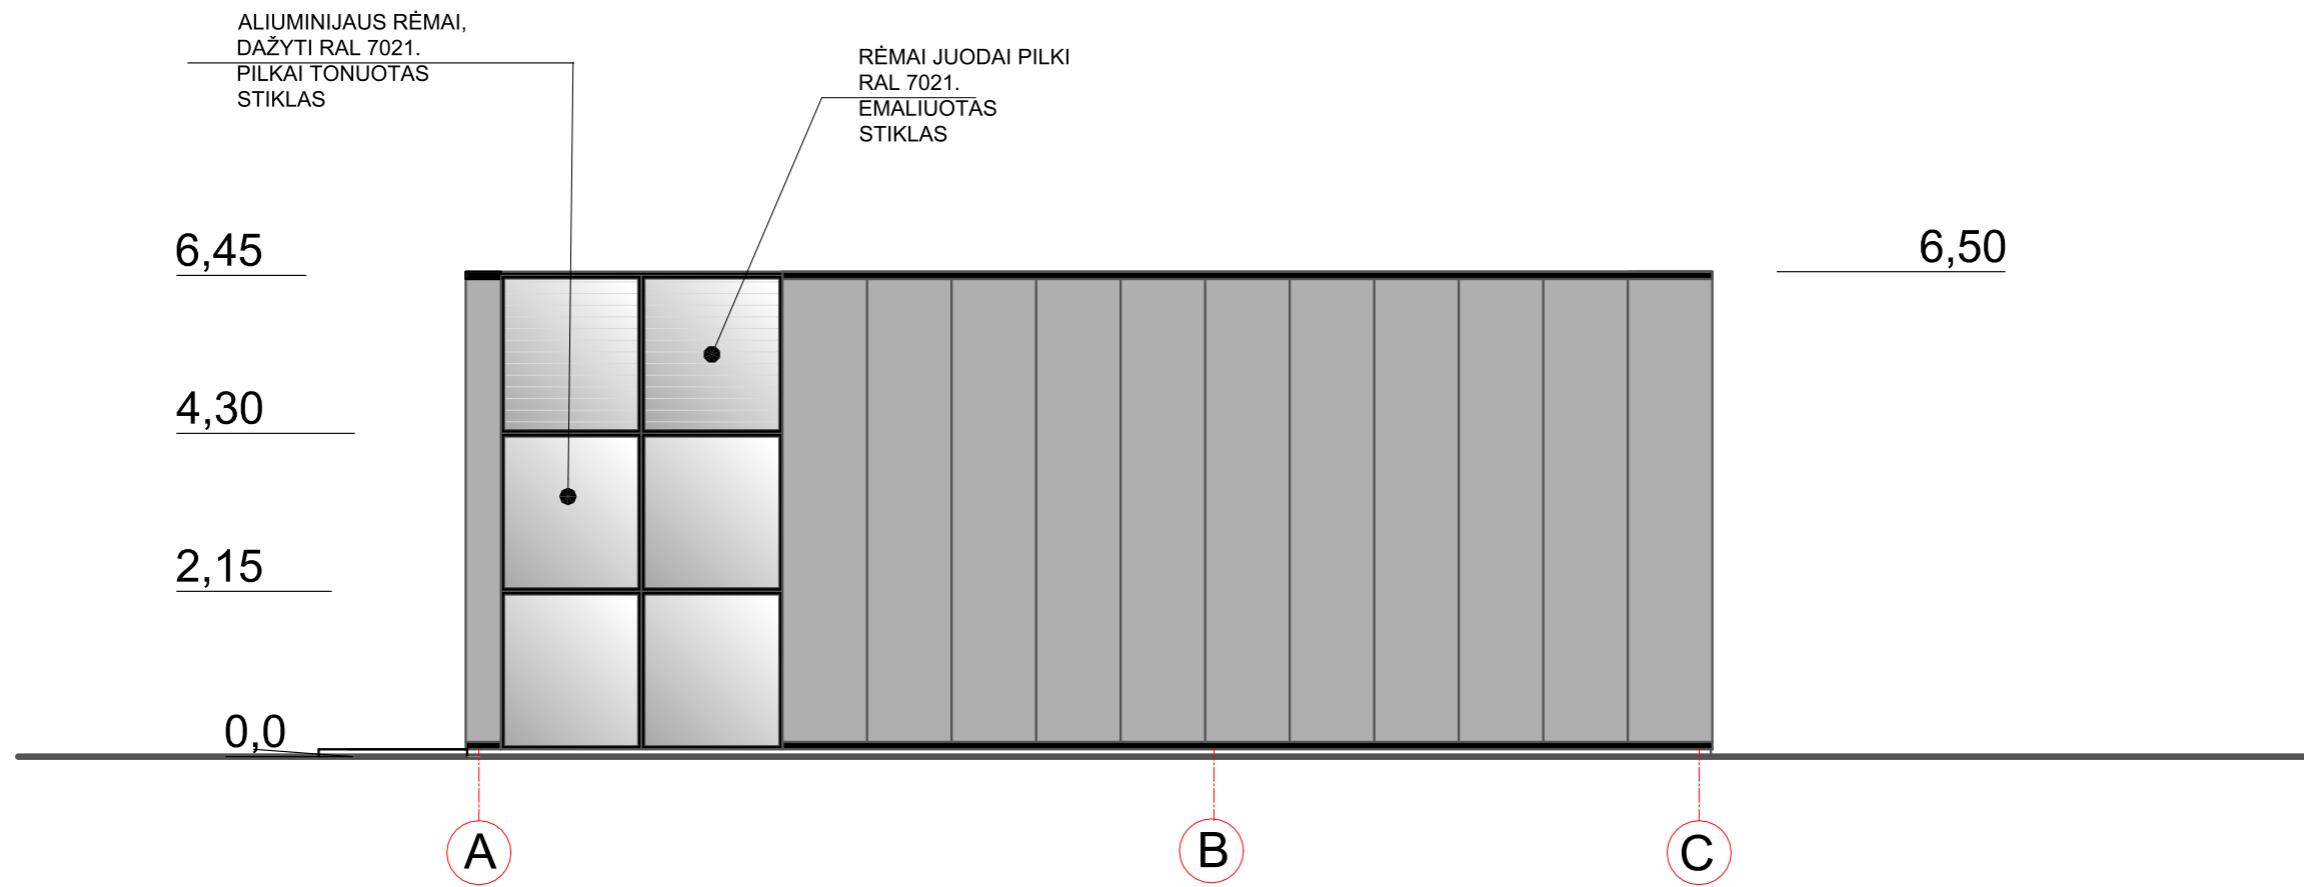 ALIUMINIJAUS RĖMAI,
DAŽYTI RAL 7021.
PILKAI TONUOTAS
STIKLAS
RĖMAI JUODAI PILKI
RAL 7021.
EMALIUOTAS
STIKLAS
6,45
6,50
4,30
2,15
0,0
A
B
C